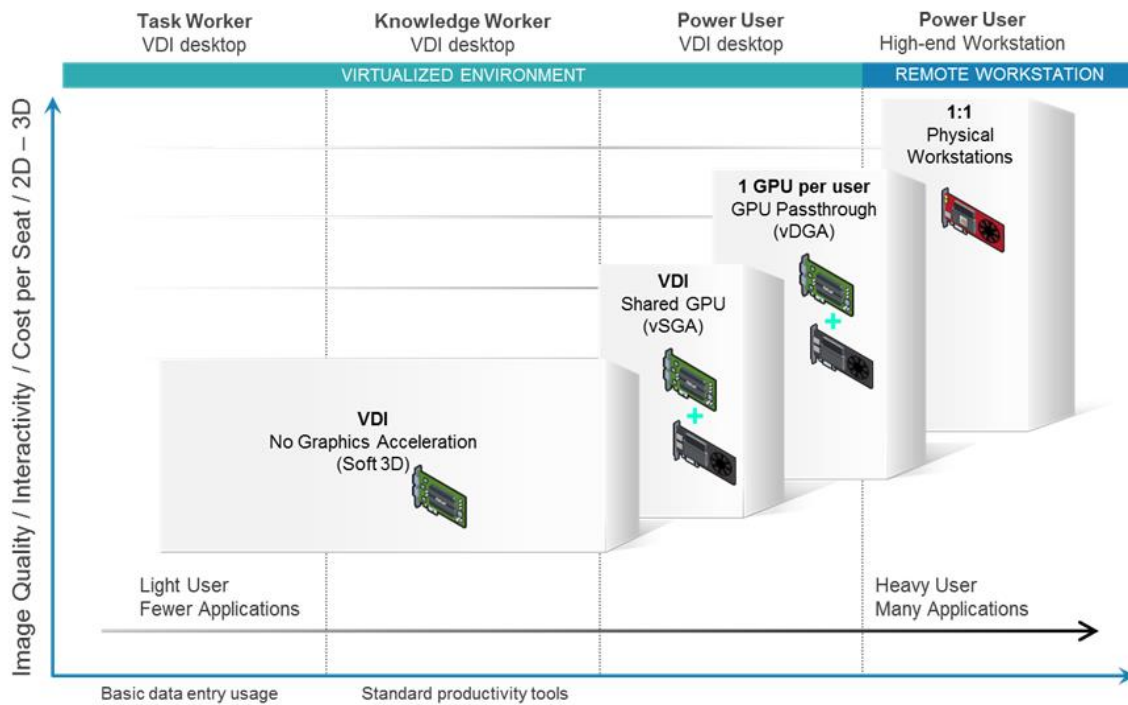 Task Worker
VDI desktop
Knowledge Worker
VDI desktop
Power User
VDI desktop
Power User
High-end Workstation
VIRTUALIZED ENVIRONMENT
REMOTE WORKSTATION
Image Quality / Interactivity / Cost per Seat / 2D – 3D
1:1
Physical
Workstations
1 GPU per user
GPU Passthrough
(vDGA)
VDI
Shared GPU
(vSGA)
VDI
No Graphics Acceleration
(Soft 3D)
Light User
Fewer Applications
Heavy User
Many Applications
Basic data entry usage
Standard productivity tools